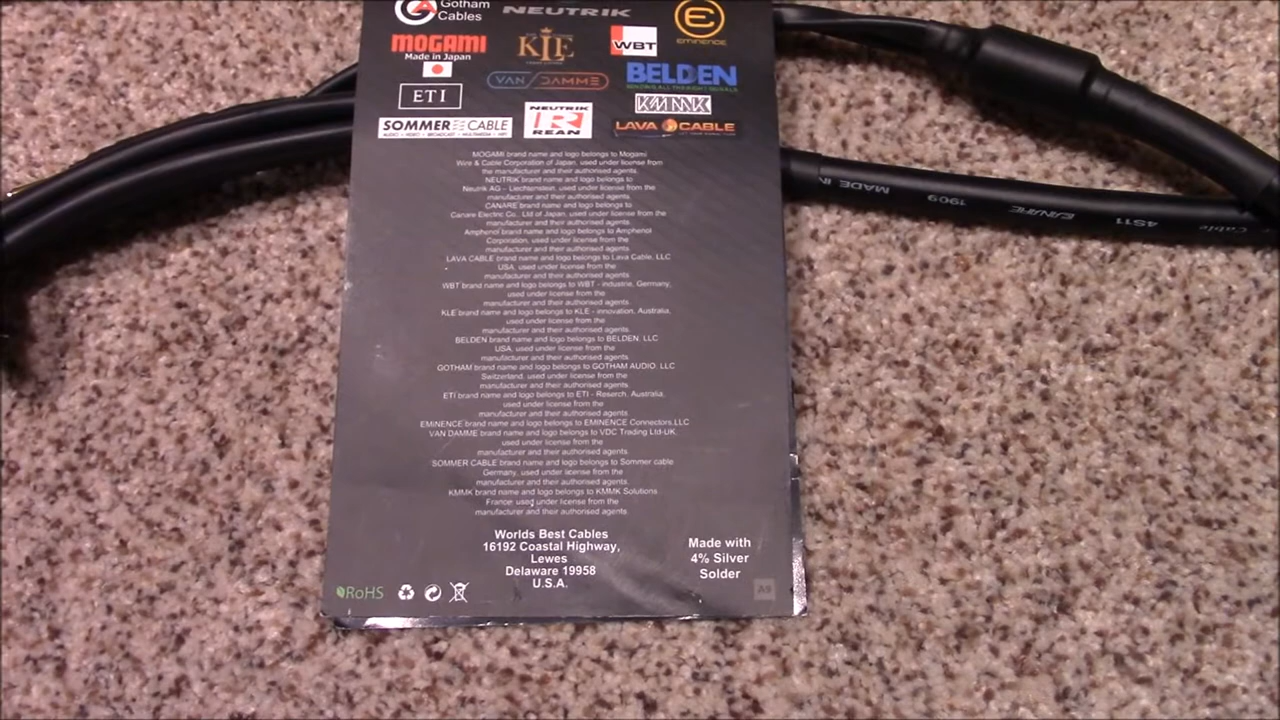 Gotham
Cables
NEUTRIK
E
EMINENCE
MOGAMI
Made in Japan
KLE
WBT
VAN DAMME
BELDEN
ETI
NEUTRIK
R
REAN
KMMK
SOMMER CABLE
AUDIO • VIDEO • BROADCAST • MULTIMEDIA • HIFI
LAVA CABLE
MOGAMI brand name and logo belongs to Mogami
Wire & Cable Corporation of Japan, used under license from
the manufacturer and their authorised agents.
NEUTRIK brand name and logo belongs to
Neutrik AG – Liechtenstein, used under license from the
manufacturer and their authorised agents.
CANARE brand name and logo belongs to
Canare Electric Co., Ltd of Japan, used under license from the
manufacturer and their authorised agents.
Amphenol brand name and logo belongs to Amphenol
Corporation, used under license from the
manufacturer and their authorised agents.
LAVA CABLE brand name and logo belongs to Lava Cable, LLC
USA, used under license from the
manufacturer and their authorised agents.
WBT brand name and logo belongs to WBT - industrie, Germany,
used under license from the
manufacturer and their authorised agents.
KLE brand name and logo belongs to KLE - innovation, Australia,
used under license from the
manufacturer and their authorised agents.
BELDEN brand name and logo belongs to BELDEN, LLC
USA, used under license from the
manufacturer and their authorised agents.
GOTHAM brand name and logo belongs to GOTHAM AUDIO, LLC
Switzerland, used under license from the
manufacturer and their authorised agents.
ETI brand name and logo belongs to ETI - Reserch, Australia,
used under license from the
manufacturer and their authorised agents.
EMINENCE brand name and logo belongs to EMINENCE Connectors,LLC
VAN DAMME brand name and logo belongs to VDC Trading Ltd-UK,
used under license from the
manufacturer and their authorised agents.
SOMMER CABLE brand name and logo belongs to Sommer cable
Germany, used under license from the
manufacturer and their authorised agents.
KMMK brand name and logo belongs to KMMK Solutions
France, used under license from the
manufacturer and their authorised agents.
Worlds Best Cables
16192 Coastal Highway,
Lewes
Delaware 19958
U.S.A.
Made with
4% Silver
Solder
RoHS
A9
Cable 4S11 CANARE 1909 MADE IN